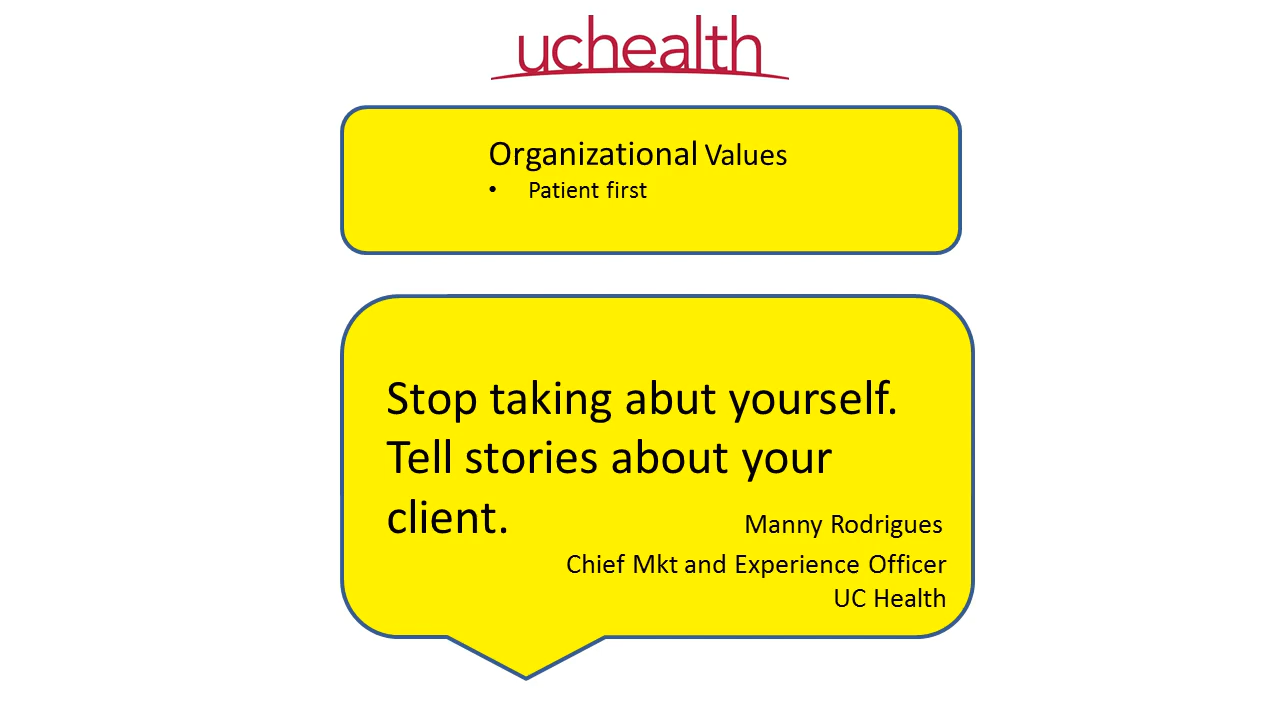 uchealth
Organizational Values
• Patient first
Stop taking abut yourself.
Tell stories about your
client.
Manny Rodrigues
Chief Mkt and Experience Officer
UC Health